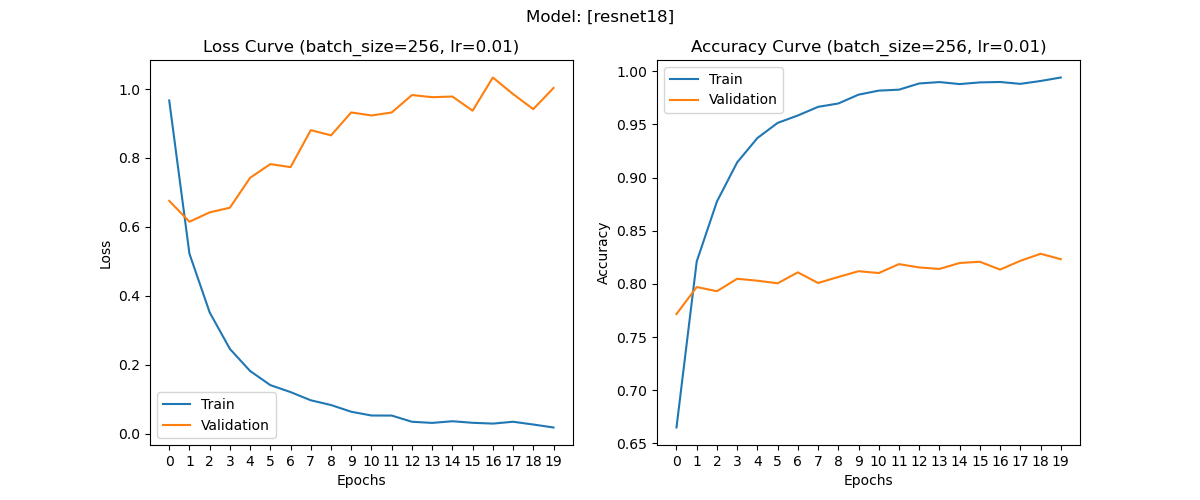 Model: [resnet18]
Loss Curve (batch_size=256, lr=0.01)
1.0
0.8
0.6
0.4
0.2
0.0
Loss
Train
Validation
0 1 2 3 4 5 6 7 8 9 10 11 12 13 14 15 16 17 18 19
Epochs
Accuracy Curve (batch_size=256, lr=0.01)
1.00
0.95
0.90
0.85
0.80
0.75
0.70
0.65
Accuracy
Train
Validation
0 1 2 3 4 5 6 7 8 9 10 11 12 13 14 15 16 17 18 19
Epochs